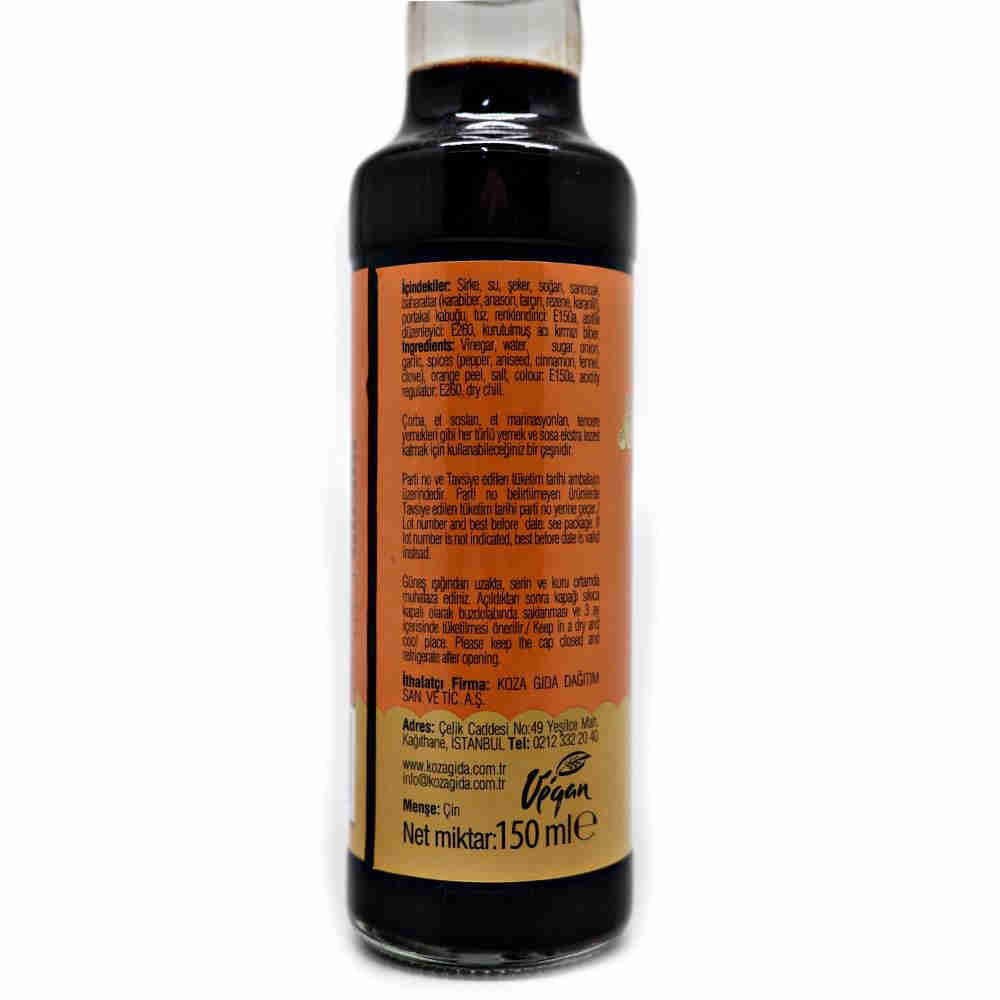 İçindekiler: Sirke, su, şeker, soğan, sarımsak,
baharatlar (karabiber, anason, tarçın, rezene, karanfil),
portakal kabuğu, tuz, renklendirici: E150a, asitlik
düzenleyici: E260, kurutulmuş acı kırmızı biber.
Ingredients: Vinegar, water, sugar, onion,
garlic, spices (pepper, aniseed, cinnamon, fennel,
clove), orange peel, salt, colour: E150a, acidity
regulator: E260, dry chili.
Çorba, et sosları, et marinasyonları, tencere
yemekleri gibi her türlü yemek ve sosa ekstra lezzet
katmak için kullanabileceğiniz bir çeşnidir.
Parti no ve Tavsiye edilen tüketim tarihi ambalajın
üzerindedir. Parti no belirtilmeyen ürünlerde
Tavsiye edilen tüketim tarihi parti no yerine geçer./
Lot number and best before date: see package. If
lot number is not indicated, best before date is valid
instead.
Güneş ışığından uzakta, serin ve kuru ortamda
muhafaza ediniz. Açıldıktan sonra kapağı sıkıca
kapalı olarak buzdolabında saklanması ve 3 ay
içerisinde tüketilmesi önerilir./ Keep in a dry and
cool place. Please keep the cap closed and
refrigerate after opening.
İthalatçı Firma: KOZA GIDA DAĞITIM
SAN. VE TİC. A.Ş.
Adres: Çelik Caddesi No:49 Yeşilce Mah.
Kağıthane, İSTANBUL Tel: 0212 332 20 40
www.kozagida.com.tr
info@kozagida.com.tr
Vegan
Menşe: Çin
Net miktar:150 ml e